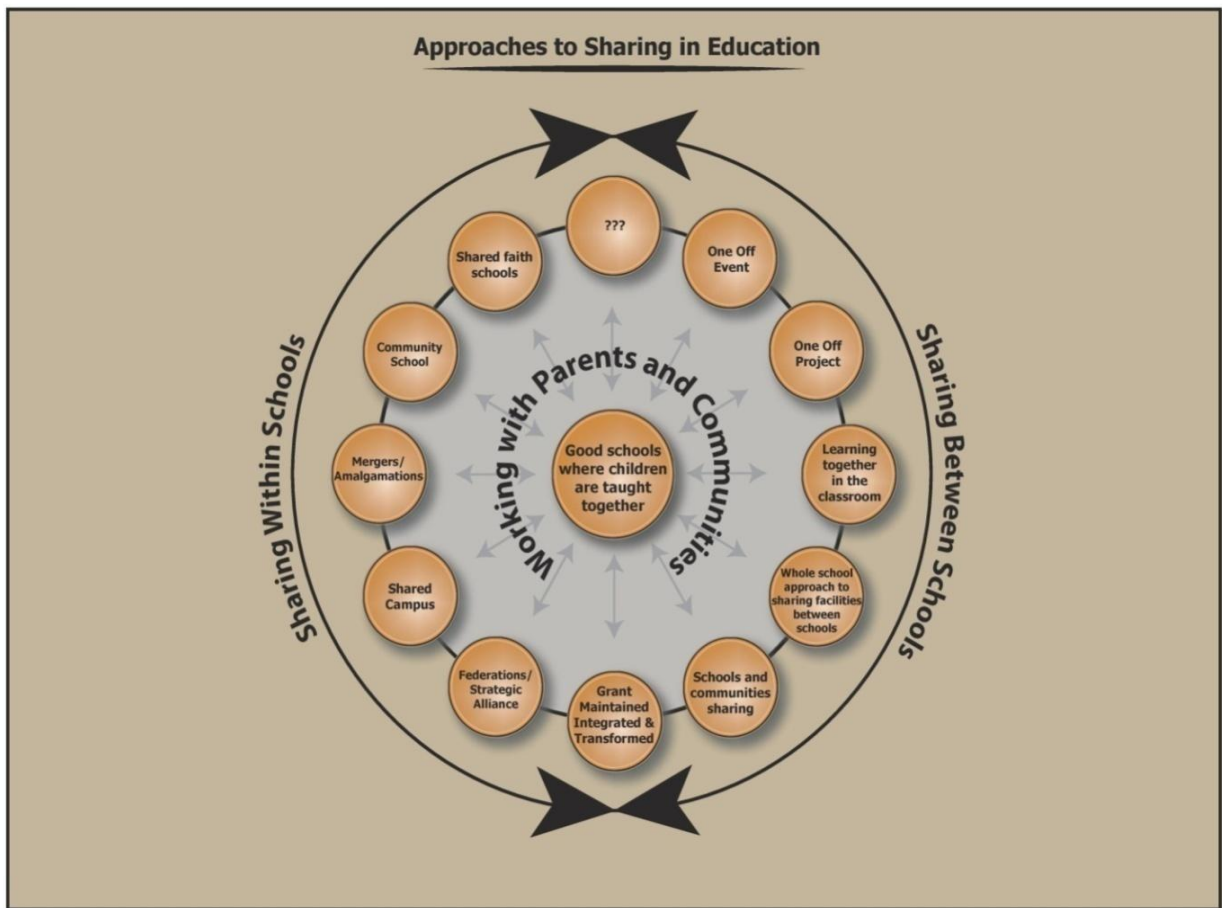 Approaches to Sharing in Education
???
One Off
Event
One Off
Project
Learning
together
in the
classroom
Whole school
approach to
sharing facilities
between
schools
Schools and
communities
sharing
Grant
Maintained
Integrated &
Transformed
Federations/
Strategic
Alliance
Shared
Campus
Mergers/
Amalgamations
Community
School
Shared faith
schools
Sharing Within Schools
Sharing Between Schools
Working with Parents and Communities
Good schools
where children
are taught
together